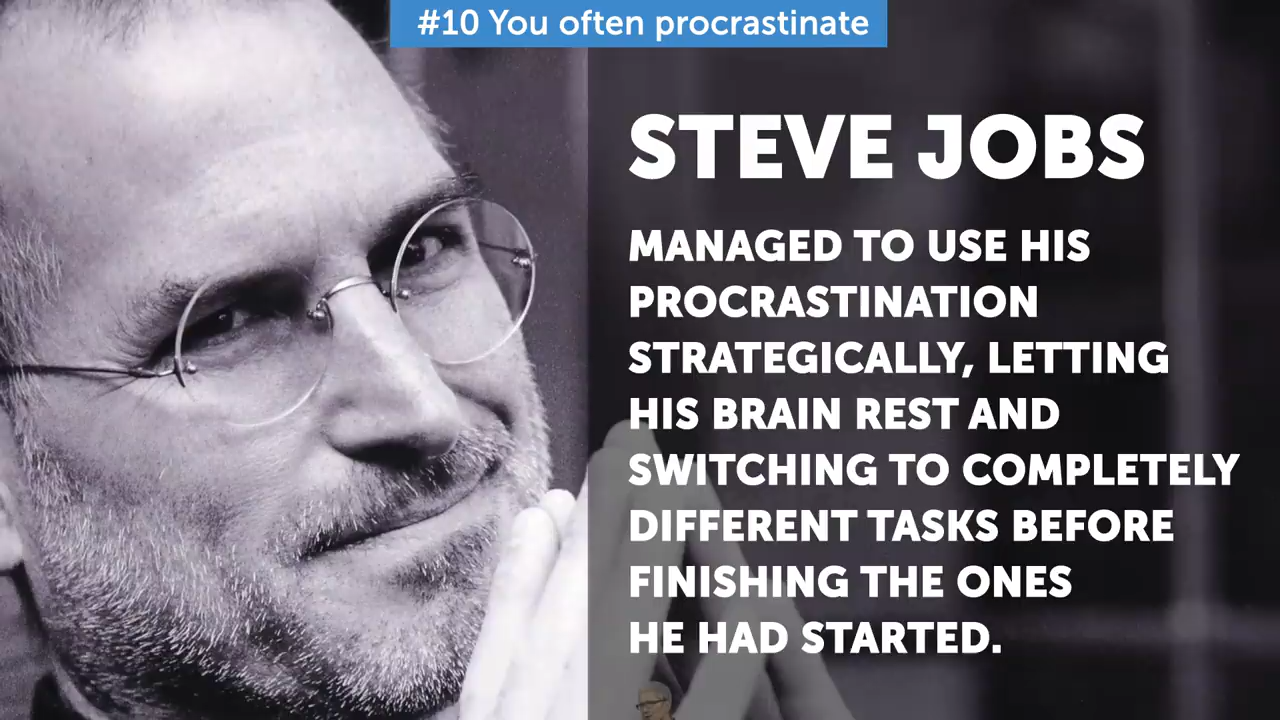 #10 You often procrastinate
STEVE JOBS
MANAGED TO USE HIS
PROCRASTINATION
STRATEGICALLY, LETTING
HIS BRAIN REST AND
SWITCHING TO COMPLETELY
DIFFERENT TASKS BEFORE
FINISHING THE ONES
HE HAD STARTED.